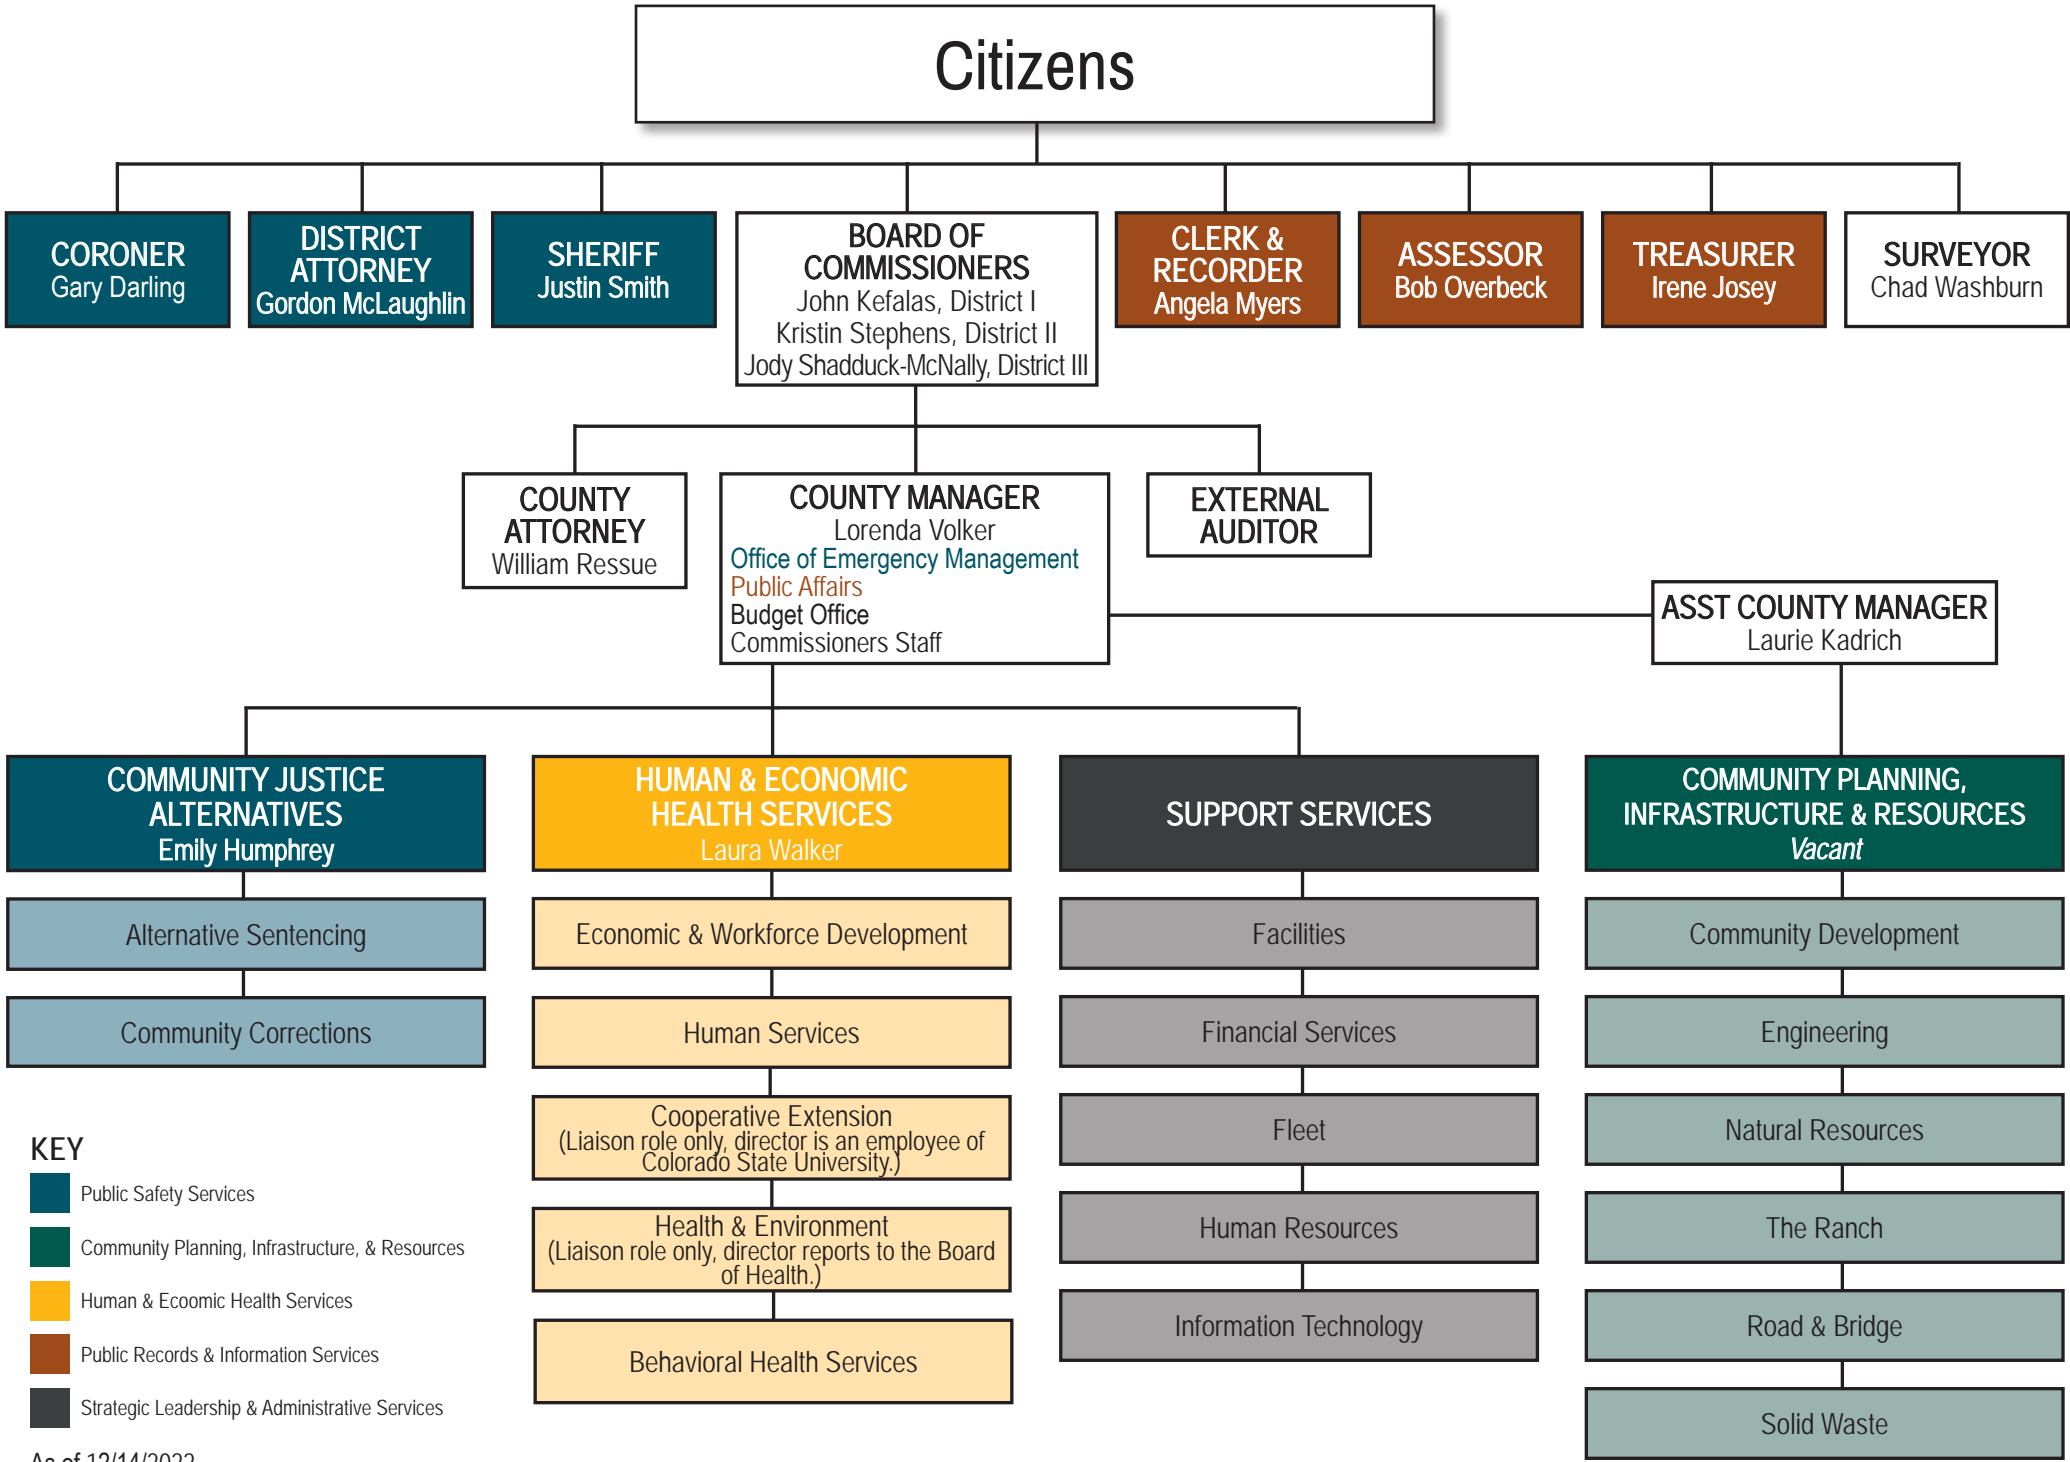 Citizens
CORONER
Gary Darling
DISTRICT
ATTORNEY
Gordon McLaughlin
SHERIFF
Justin Smith
BOARD OF
COMMISSIONERS
John Kefalas, District I
Kristin Stephens, District II
Jody Shadduck-McNally, District III
CLERK &
RECORDER
Angela Myers
ASSESSOR
Bob Overbeck
TREASURER
Irene Josey
SURVEYOR
Chad Washburn
COUNTY
ATTORNEY
William Ressue
COUNTY MANAGER
Lorenda Volker
Office of Emergency Management
Public Affairs
Budget Office
Commissioners Staff
EXTERNAL
AUDITOR
ASST COUNTY MANAGER
Laurie Kadrich
COMMUNITY JUSTICE
ALTERNATIVES
Emily Humphrey
Alternative Sentencing
Community Corrections
HUMAN & ECONOMIC
HEALTH SERVICES
Laura Walker
Economic & Workforce Development
Human Services
Cooperative Extension
(Liaison role only, director is an employee of
Colorado State University.)
Health & Environment
(Liaison role only, director reports to the Board
of Health.)
Behavioral Health Services
SUPPORT SERVICES
Facilities
Financial Services
Fleet
Human Resources
Information Technology
COMMUNITY PLANNING,
INFRASTRUCTURE & RESOURCES
Vacant
Community Development
Engineering
Natural Resources
The Ranch
Road & Bridge
Solid Waste
KEY
Public Safety Services
Community Planning, Infrastructure, & Resources
Human & Ecoomic Health Services
Public Records & Information Services
Strategic Leadership & Administrative Services
As of 12/14/2022